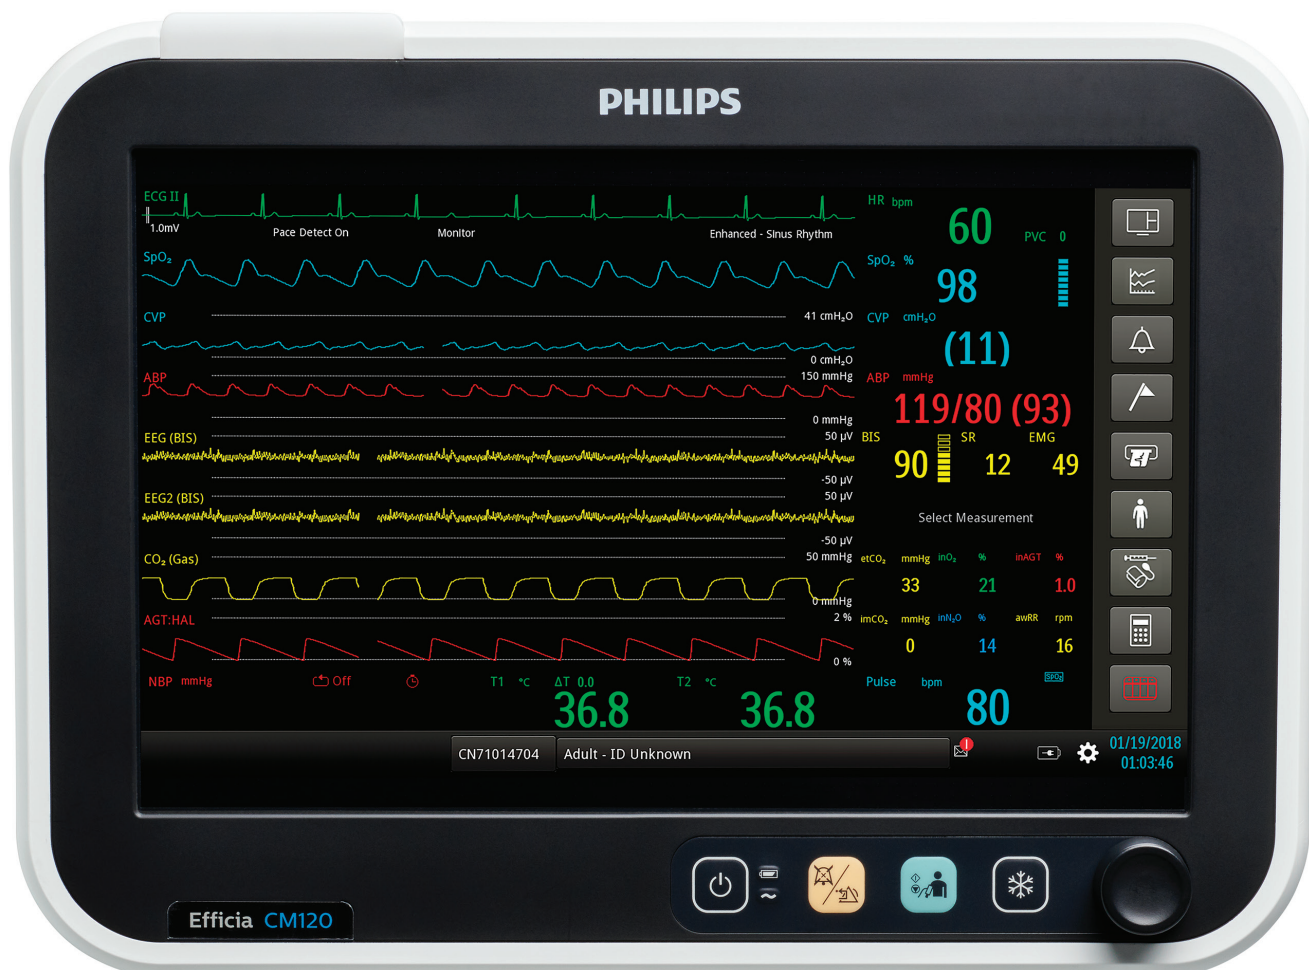 PHILIPS
ECG II
1.0mV
Pace Detect On
Monitor
Enhanced - Sinus Rhythm
HR bpm
60
PVC 0
SpO₂
SpO₂ %
98
CVP
41 cmH₂O
0 cmH₂O
CVP cmH₂O
(11)
ABP
150 mmHg
0 mmHg
ABP mmHg
119/80 (93)
EEG (BIS)
50 µV
-50 µV
BIS SR EMG
90 12 49
EEG2 (BIS)
50 µV
-50 µV
Select Measurement
CO₂ (Gas)
50 mmHg
0 mmHg
etCO₂ mmHg inO₂ % inAGT %
33 21 1.0
AGT:HAL
2 %
0 %
imCO₂ mmHg inN₂O % awRR rpm
0 14 16
NBP mmHg
Off
T1 °C ΔT 0.0
36.8
T2 °C
36.8
Pulse bpm
SpO₂
80
CN71014704
Adult - ID Unknown
01/19/2018
01:03:46
Efficia CM120